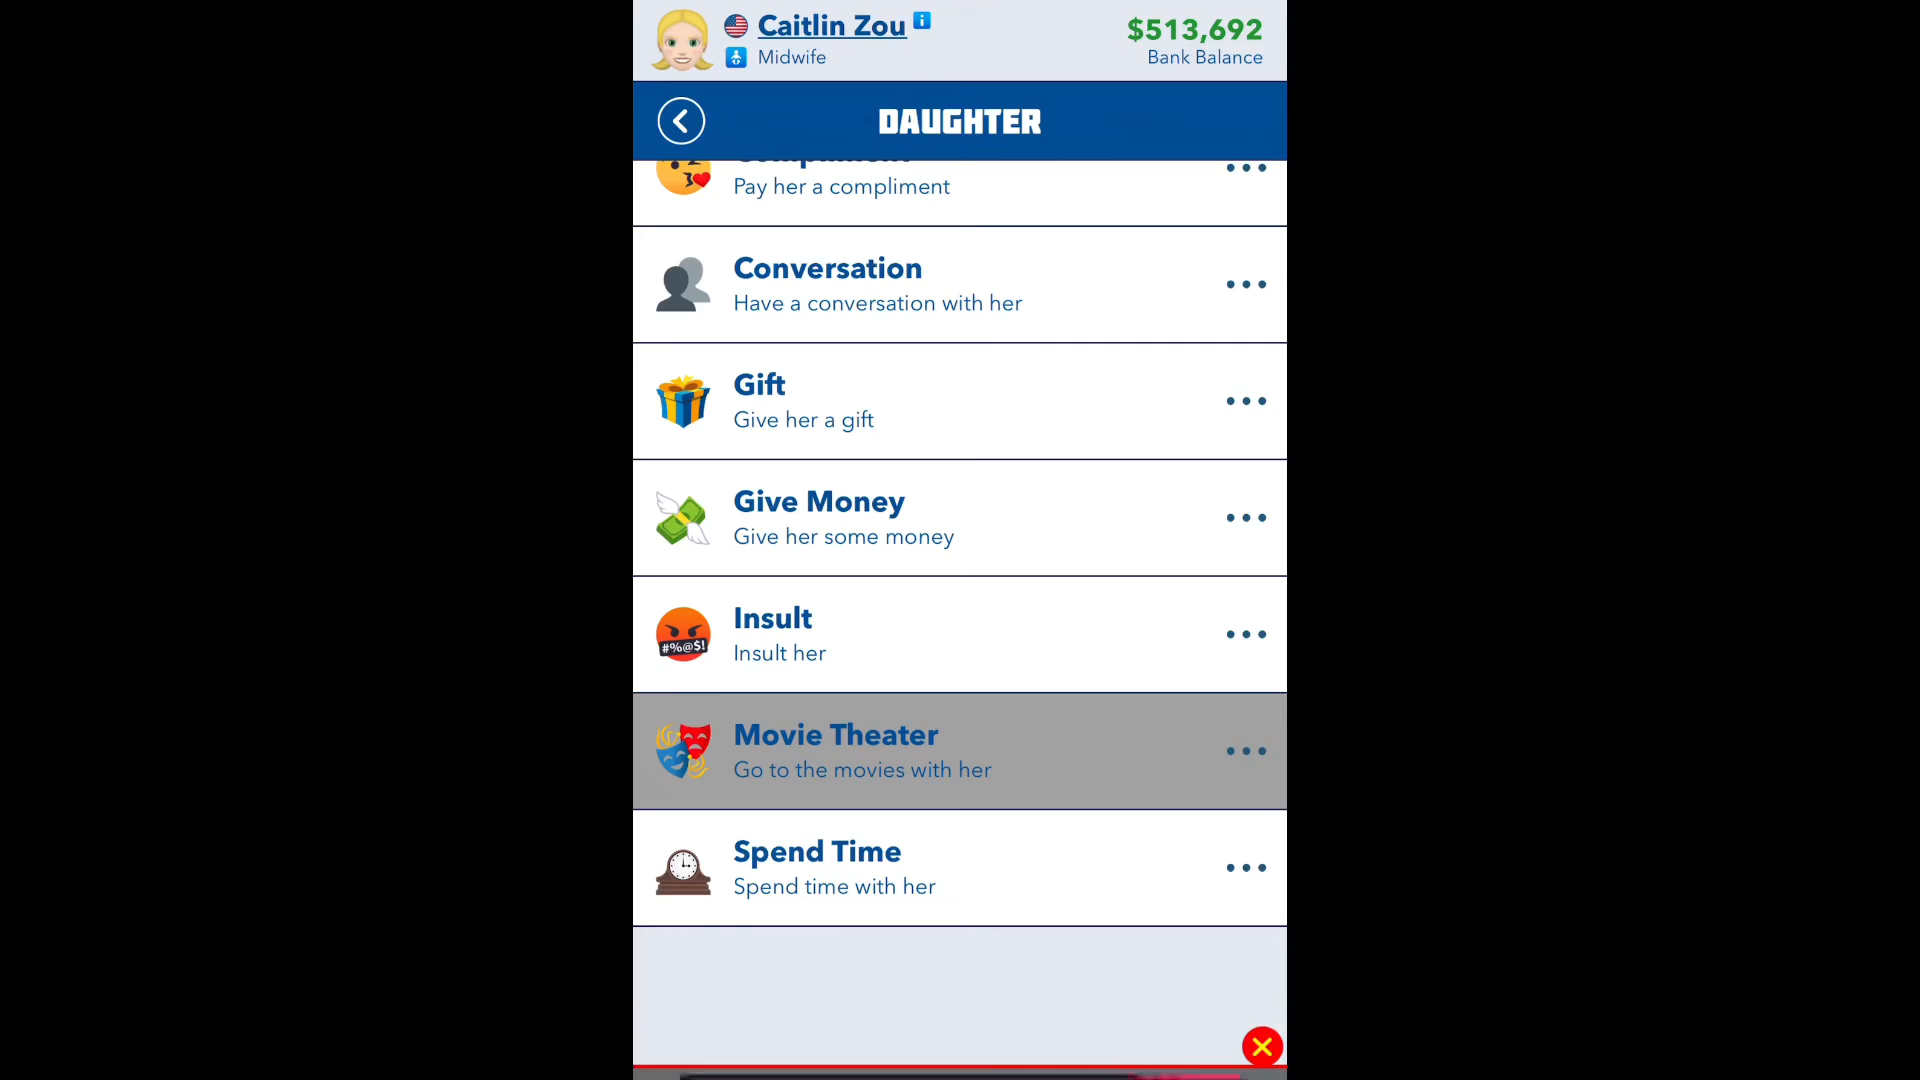 Caitlin Zou
Midwife
$513,692
Bank Balance
DAUGHTER
Compliment
Pay her a compliment
Conversation
Have a conversation with her
Gift
Give her a gift
Give Money
Give her some money
#%@$!
Insult
Insult her
Movie Theater
Go to the movies with her
Spend Time
Spend time with her